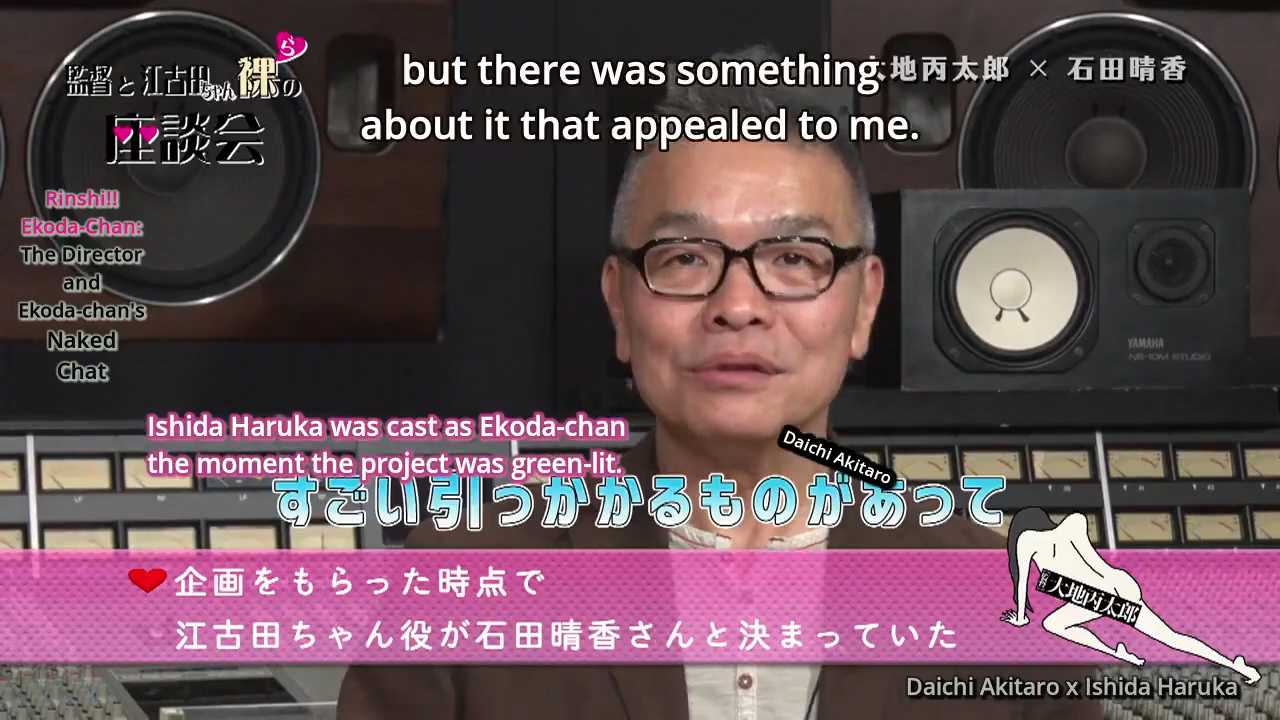 監督と江古田ちゃん裸らの
座談会
but there was something
about it that appealed to me.
大地丙太郎 × 石田晴香
Rinshi!!
Ekoda-Chan:
The Director
and
Ekoda-chan's
Naked
Chat
YAMAHA
NS-10M STUDIO
Ishida Haruka was cast as Ekoda-chan
the moment the project was green-lit.
Daichi Akitaro
すごい引っかかるものがあって
企画をもらった時点で
江古田ちゃん役が石田晴香さんと決まっていた
大地丙太郎
Daichi Akitaro x Ishida Haruka